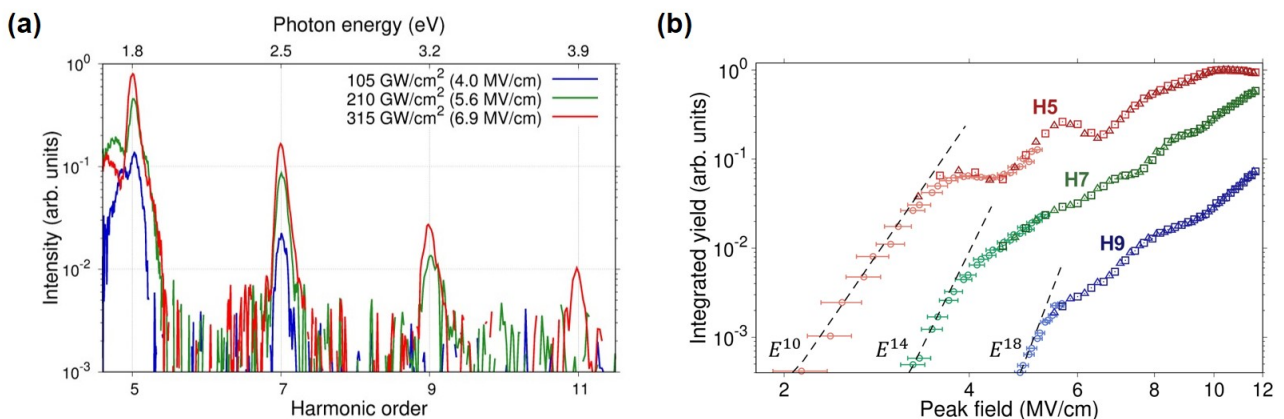 (a)
Photon energy (eV)
1.8 2.5 3.2 3.9
10^0
10^-1
10^-2
10^-3
Intensity (arb. units)
105 GW/cm^2 (4.0 MV/cm)
210 GW/cm^2 (5.6 MV/cm)
315 GW/cm^2 (6.9 MV/cm)
5 7 9 11
Harmonic order
(b)
10^0
10^-1
10^-2
10^-3
Integrated yield (arb. units)
H5
H7
H9
E^10 E^14 E^18
2 4 6 8 10 12
Peak field (MV/cm)